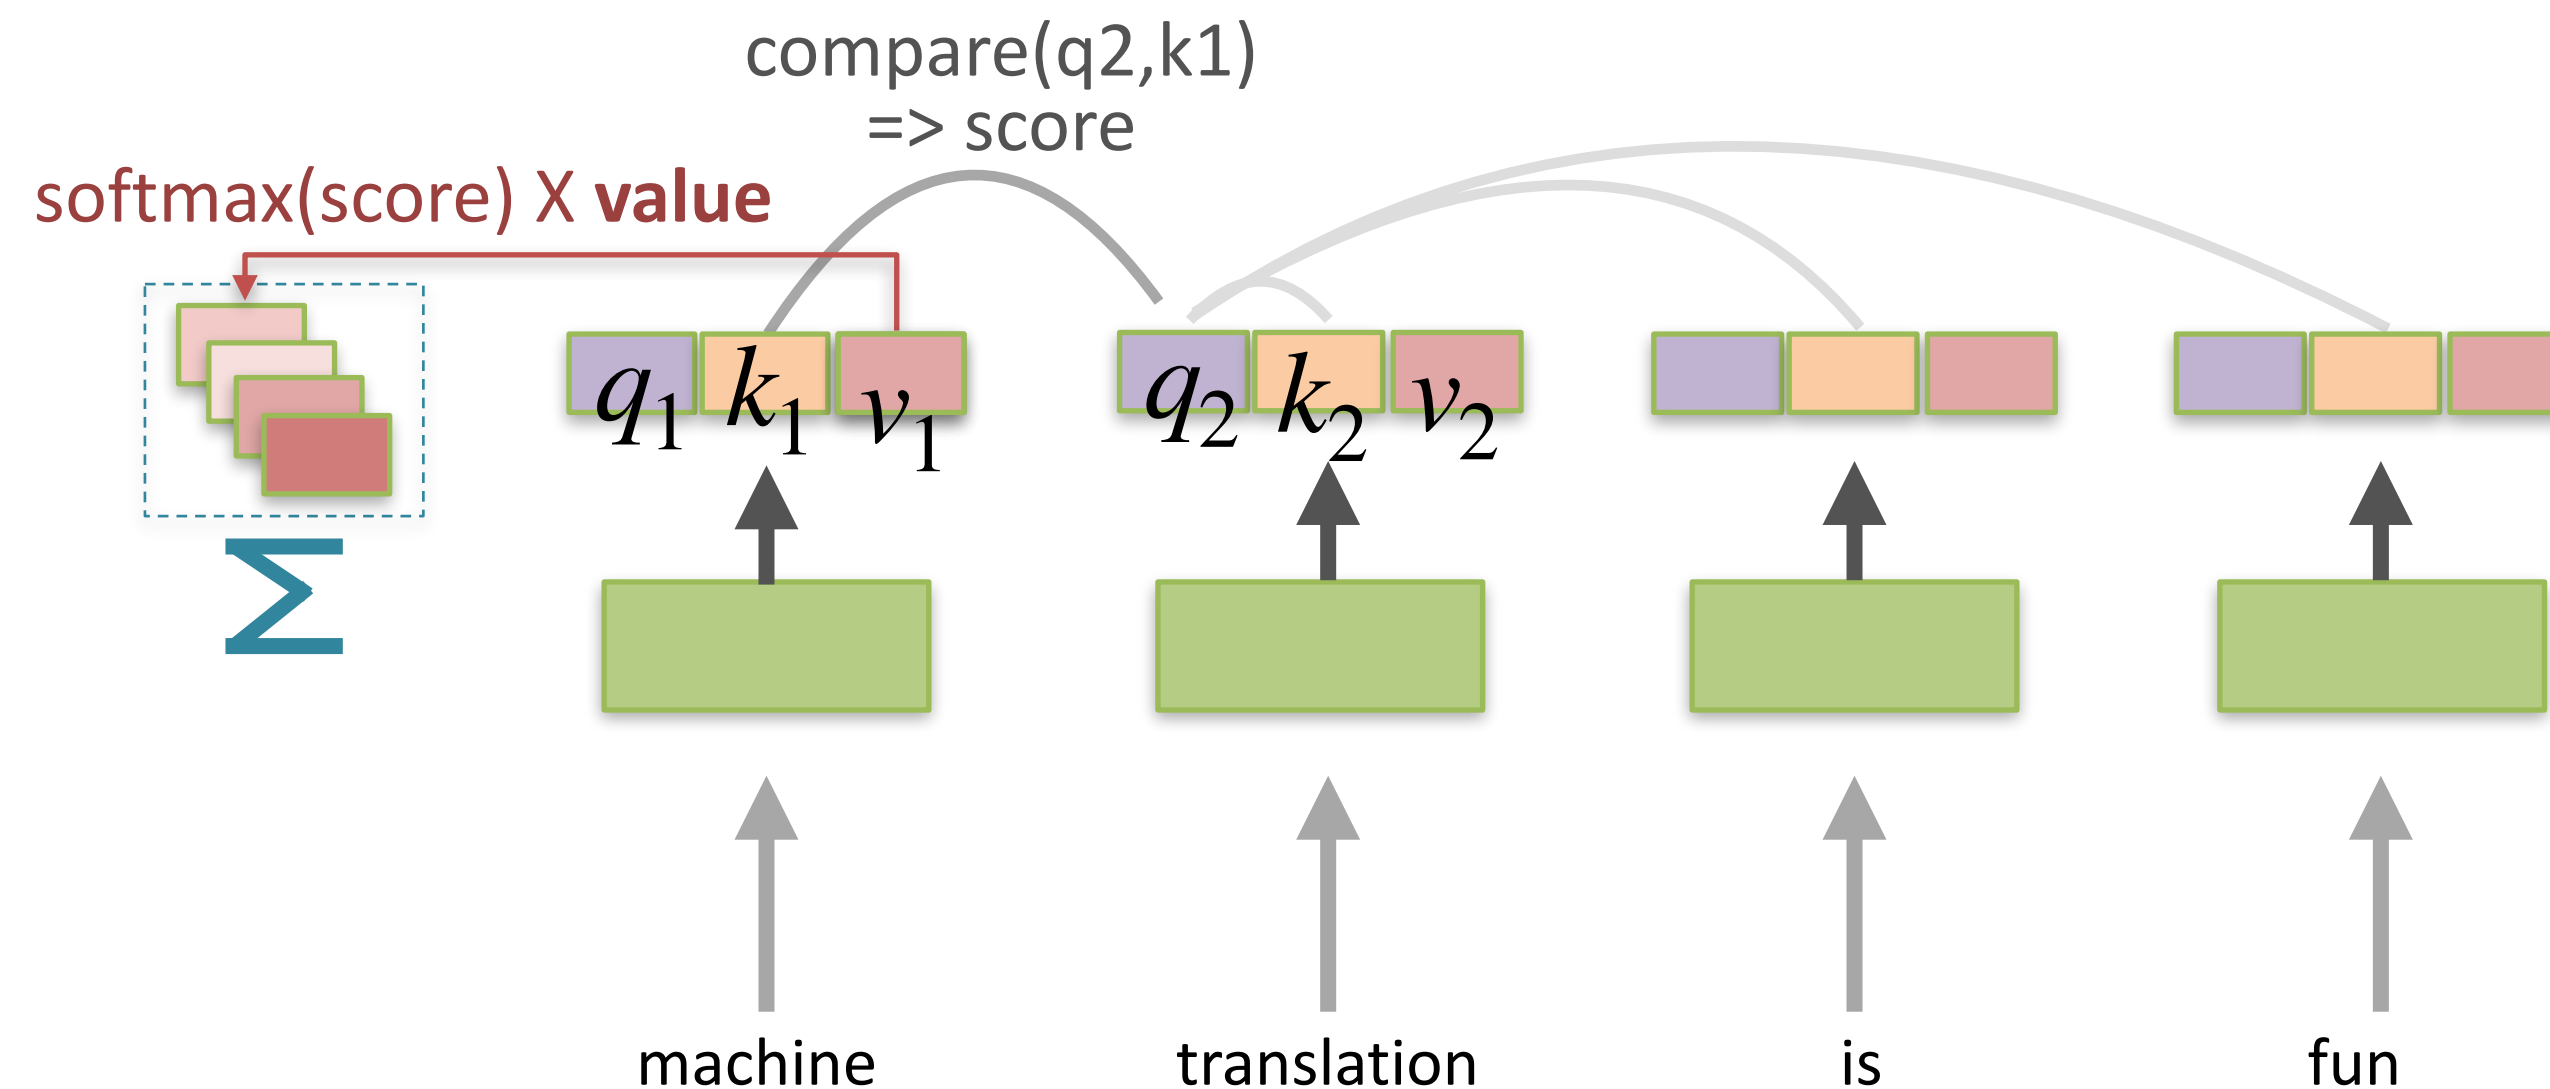 compare(q2,k1)
=> score
softmax(score) X value
q₁ k₁ v₁ q₂ k₂ v₂
Σ
machine translation is fun